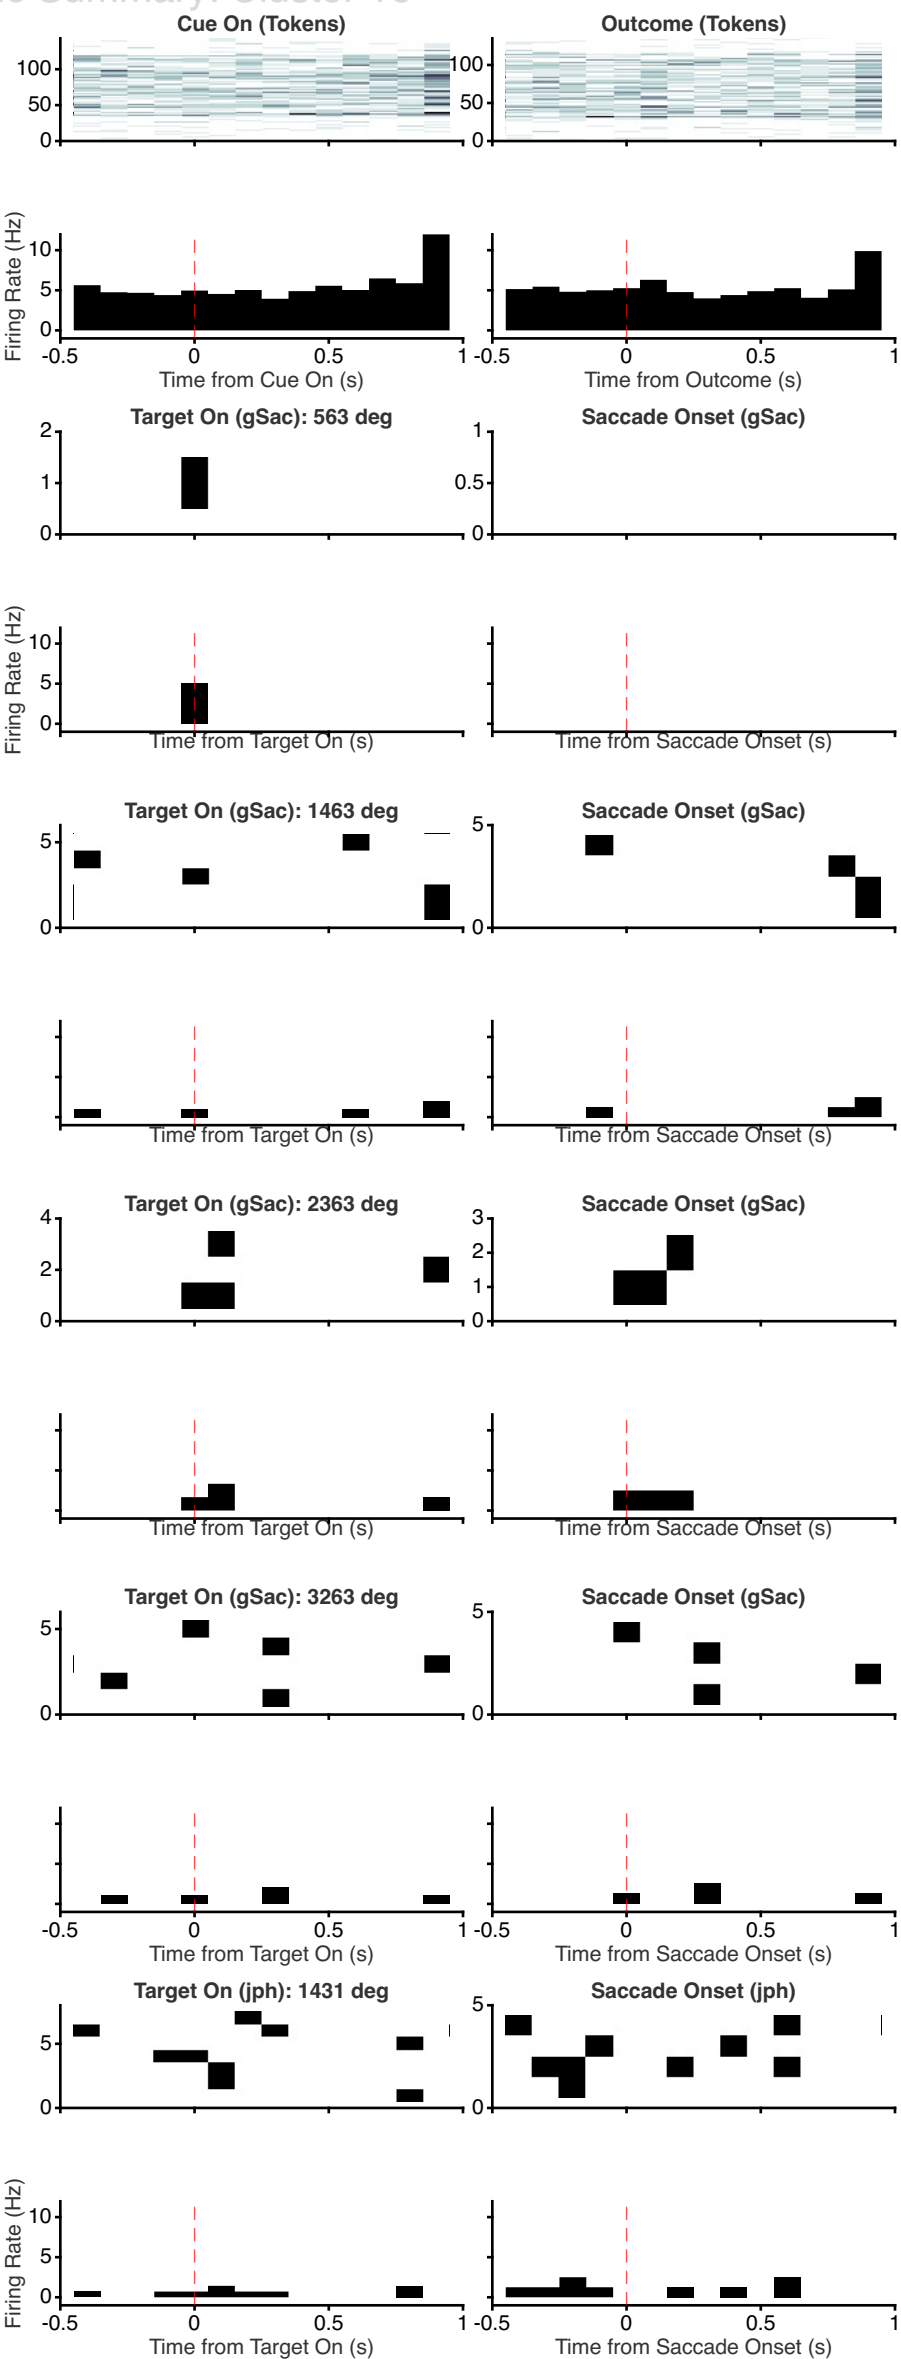 Summary: Cluster
Cue On (Tokens) Outcome (Tokens)
100 100
50 50
0 0
Firing Rate (Hz)
10
5 5
0 0
-0.5 0 0.5 1 -0.5 0 0.5 1
Time from Cue On (s) Time from Outcome (s)
Target On (gSac): 563 deg Saccade Onset (gSac)
2 1
1 0.5
0 0
Firing Rate (Hz)
10
5
0
Time from Target On (s) Time from Saccade Onset (s)
Target On (gSac): 1463 deg Saccade Onset (gSac)
5 5
0 0
Time from Target On (s) Time from Saccade Onset (s)
Target On (gSac): 2363 deg Saccade Onset (gSac)
4 3
2 2
1
0 0
Time from Target On (s) Time from Saccade Onset (s)
Target On (gSac): 3263 deg Saccade Onset (gSac)
5 5
0 0
-0.5 0 0.5 1 -0.5 0 0.5 1
Time from Target On (s) Time from Saccade Onset (s)
Target On (jph): 1431 deg Saccade Onset (jph)
5 5
0 0
Firing Rate (Hz)
10
5
0
-0.5 0 0.5 1 -0.5 0 0.5 1
Time from Target On (s) Time from Saccade Onset (s)